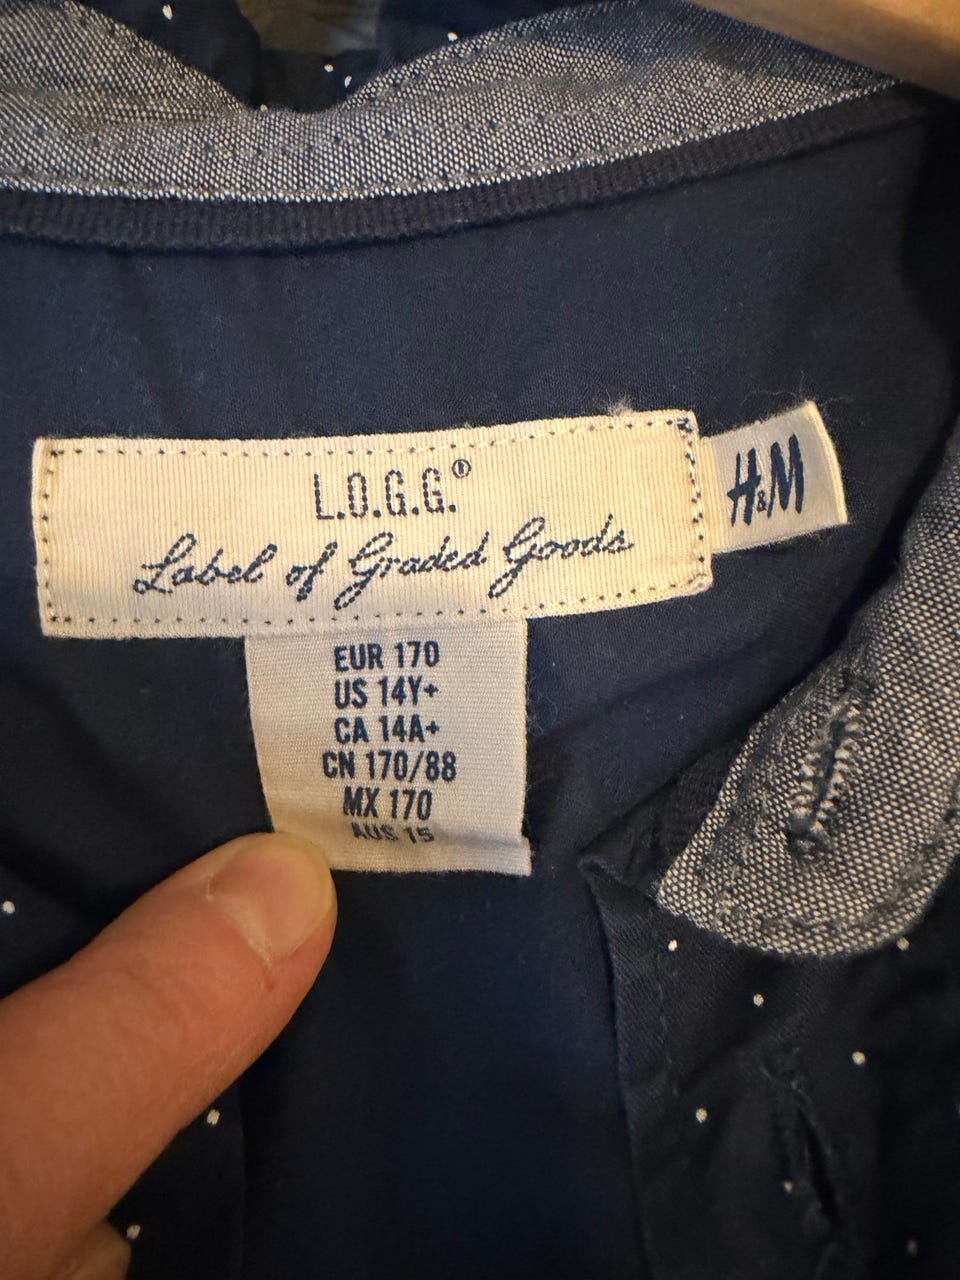 L.O.G.G.®
Label of Graded Goods
H&M
EUR 170
US 14Y+
CA 14A+
CN 170/88
MX 170
AUS 15